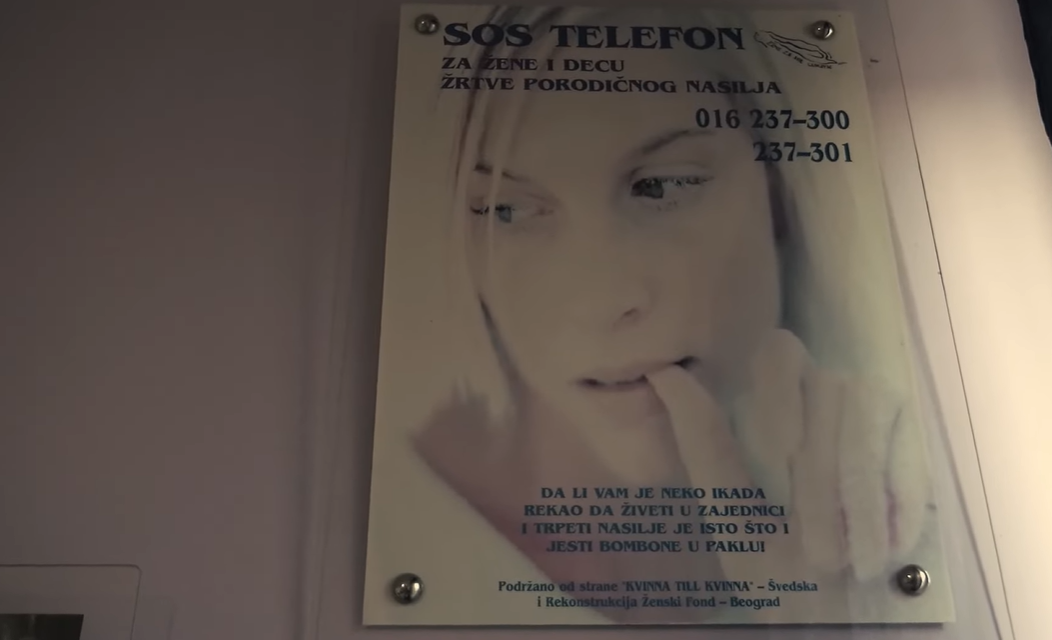 SOS TELEFON
ZA ŽENE I DECU
ŽRTVE PORODIČNOG NASILJA
016 237–300
237–301
DA LI VAM JE NEKO IKADA
REKAO DA ŽIVETI U ZAJEDNICI
I TRPETI NASILJE JE ISTO ŠTO I
JESTI BOMBONE U PAKLU!
Podržano od strane "KVINNA TILL KVINNA" – Švedska
i Rekonstrukcija Ženski Fond – Beograd